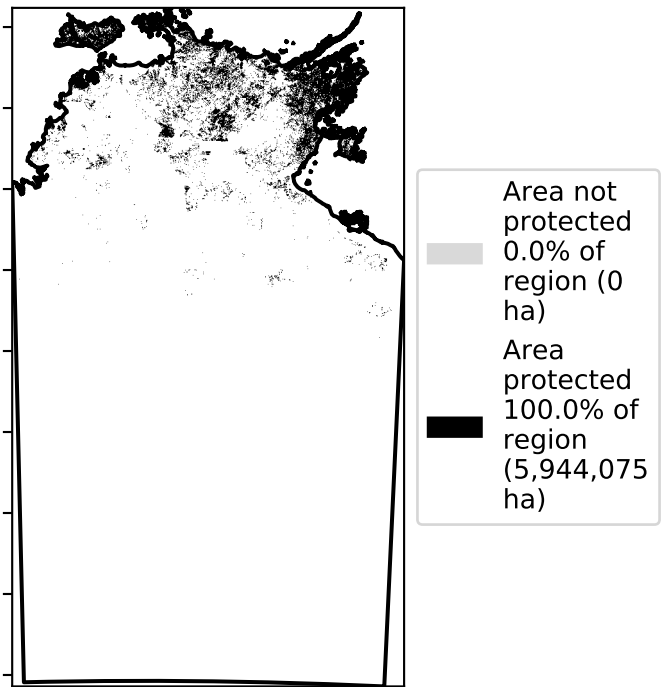 Area not
protected
0.0% of
region (0
ha)
Area
protected
100.0% of
region
(5,944,075
ha)